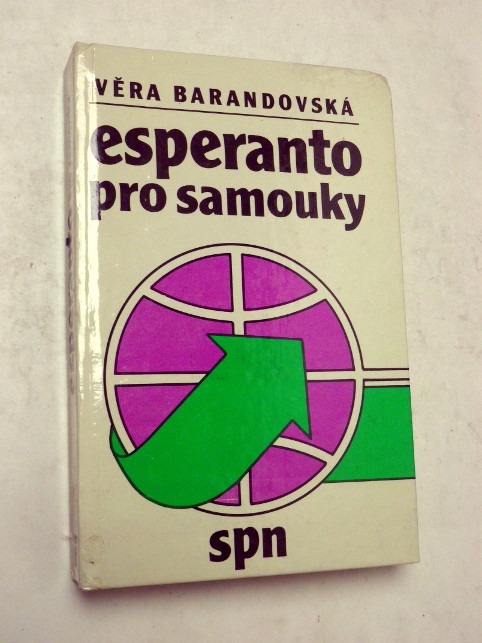 VĚRA BARANDOVSKÁ
esperanto
pro samouky
spn